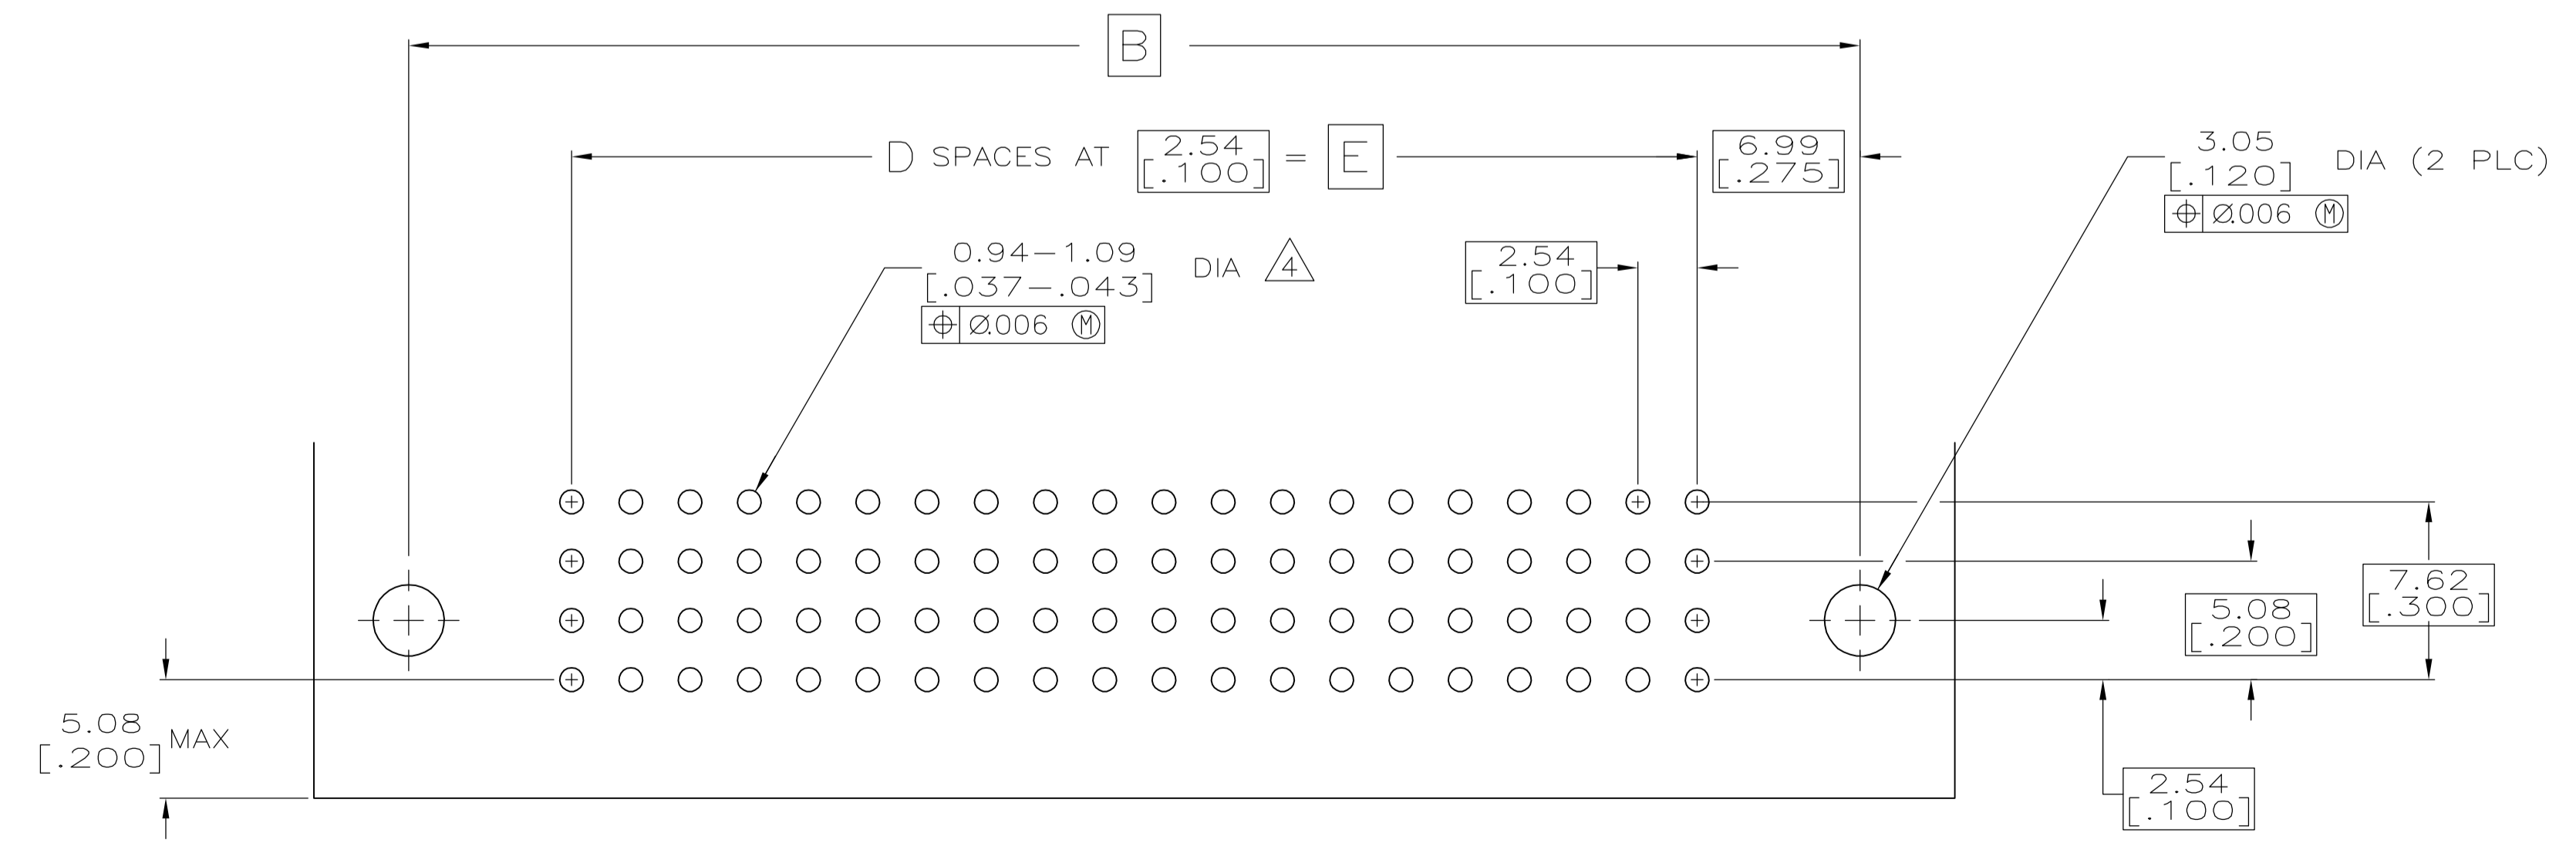 B
D SPACES AT 2.54 = E
[.100]
6.99
[.275]
3.05
[.120] DIA (2 PLC)
⌖ Ø.006 Ⓜ
0.94–1.09
[.037–.043] DIA 4
⌖ Ø.006 Ⓜ
2.54
[.100]
7.62
[.300]
5.08
[.200]
5.08
[.200] MAX
2.54
[.100]